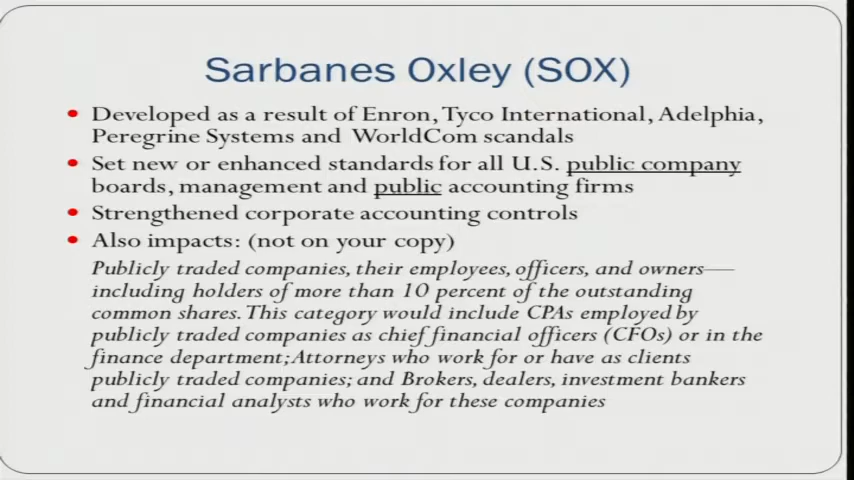 Sarbanes Oxley (SOX)
Developed as a result of Enron, Tyco International, Adelphia,
Peregrine Systems and WorldCom scandals
Set new or enhanced standards for all U.S. public company
boards, management and public accounting firms
Strengthened corporate accounting controls
Also impacts: (not on your copy)
Publicly traded companies, their employees, officers, and owners—
including holders of more than 10 percent of the outstanding
common shares. This category would include CPAs employed by
publicly traded companies as chief financial officers (CFOs) or in the
finance department; Attorneys who work for or have as clients
publicly traded companies; and Brokers, dealers, investment bankers
and financial analysts who work for these companies